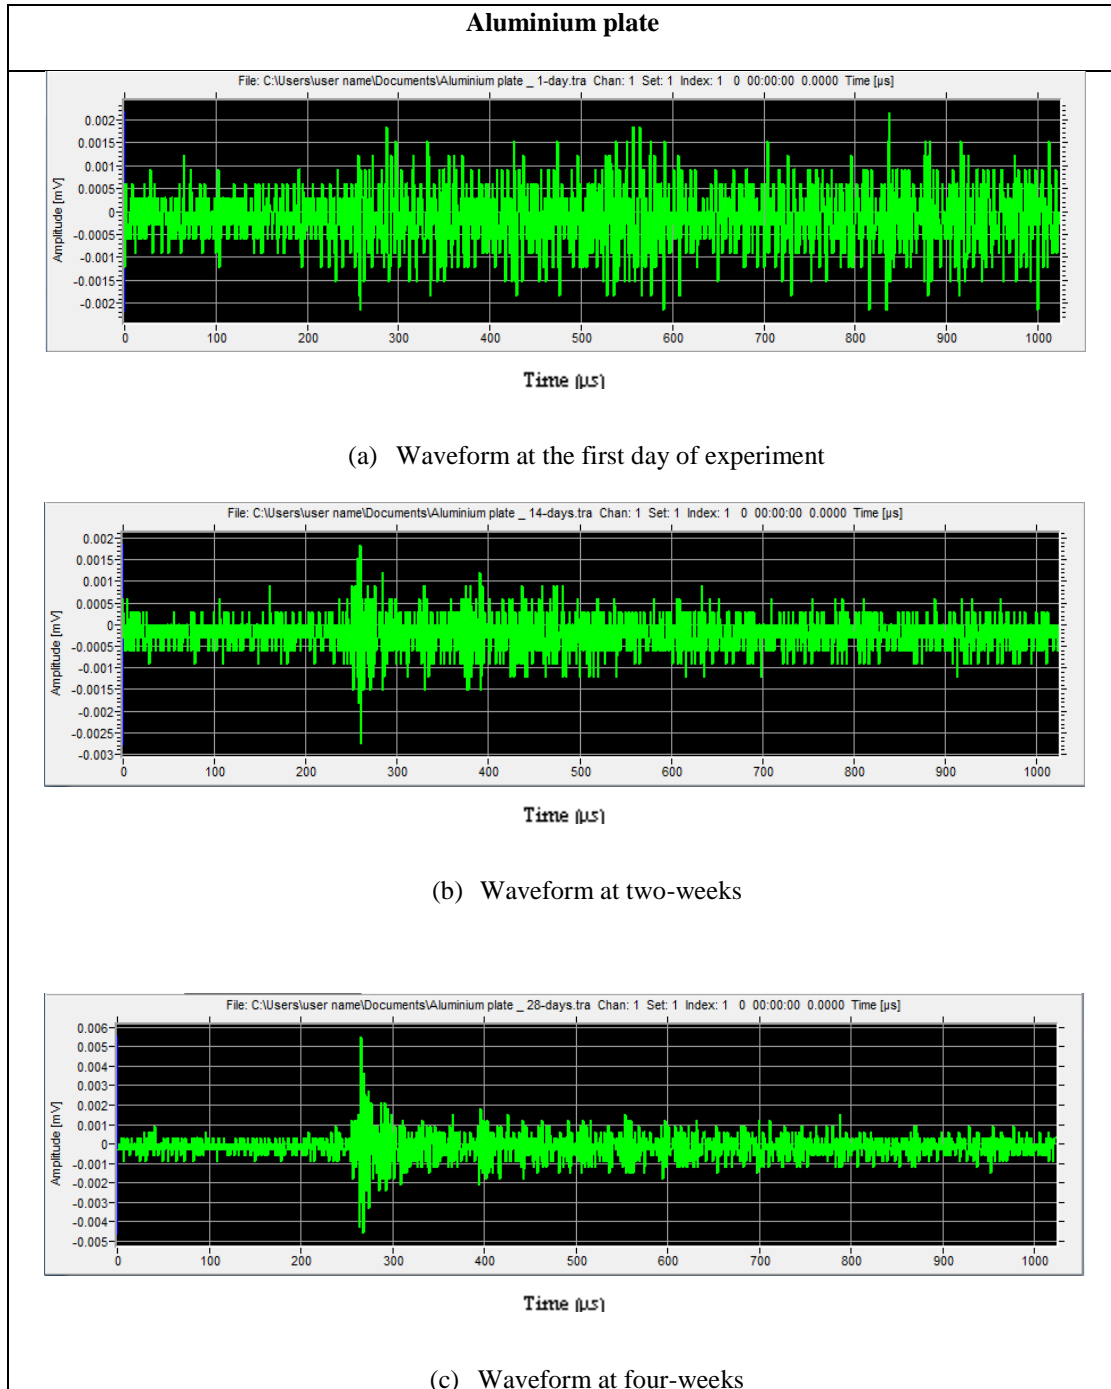 Aluminium plate
File: C:\Users\user name\Documents\Aluminium plate _ 1-day.tra  Chan: 1  Set: 1  Index: 1   0  00:00:00  0.0000  Time [µs]
Amplitude [mV]
0.002
0.0015
0.001
0.0005
0
-0.0005
-0.001
-0.0015
-0.002
0 100 200 300 400 500 600 700 800 900 1000
Time (µs)
(a) Waveform at the first day of experiment
File: C:\Users\user name\Documents\Aluminium plate _ 14-days.tra  Chan: 1  Set: 1  Index: 1   0  00:00:00  0.0000  Time [µs]
Amplitude [mV]
0.002
0.0015
0.001
0.0005
0
-0.0005
-0.001
-0.0015
-0.002
-0.0025
-0.003
0 100 200 300 400 500 600 700 800 900 1000
Time (µs)
(b) Waveform at two-weeks
File: C:\Users\user name\Documents\Aluminium plate _ 28-days.tra  Chan: 1  Set: 1  Index: 1   0  00:00:00  0.0000  Time [µs]
Amplitude [mV]
0.006
0.005
0.004
0.003
0.002
0.001
0
-0.001
-0.002
-0.003
-0.004
-0.005
0 100 200 300 400 500 600 700 800 900 1000
Time (µs)
(c) Waveform at four-weeks